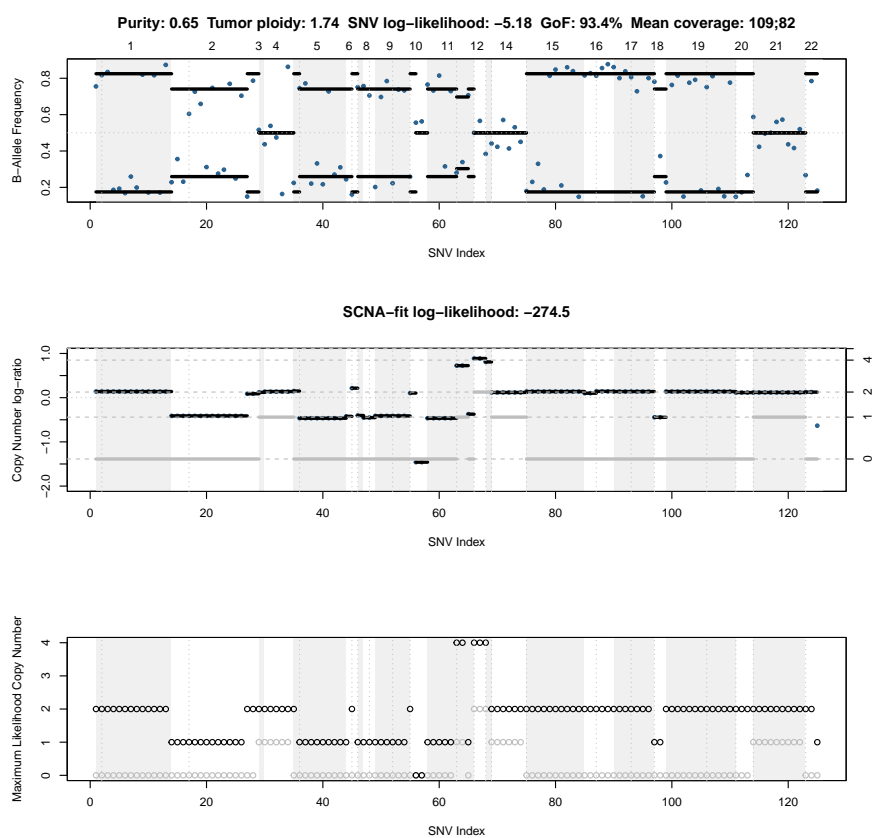 Purity: 0.65 Tumor ploidy: 1.74 SNV log−likelihood: −5.18 GoF: 93.4% Mean coverage: 109;82
1 2 3 4 5 6 8 9 10 11 12 14 15 16 17 18 19 20 21 22
B−Allele Frequency
0.8
0.6
0.4
0.2
0 20 40 60 80 100 120
SNV Index
SCNA−fit log−likelihood: −274.5
Copy Number log−ratio
1.0
0.0
−1.0
−2.0
4
2
1
0
0 20 40 60 80 100 120
SNV Index
Maximum Likelihood Copy Number
4
3
2
1
0
0 20 40 60 80 100 120
SNV Index